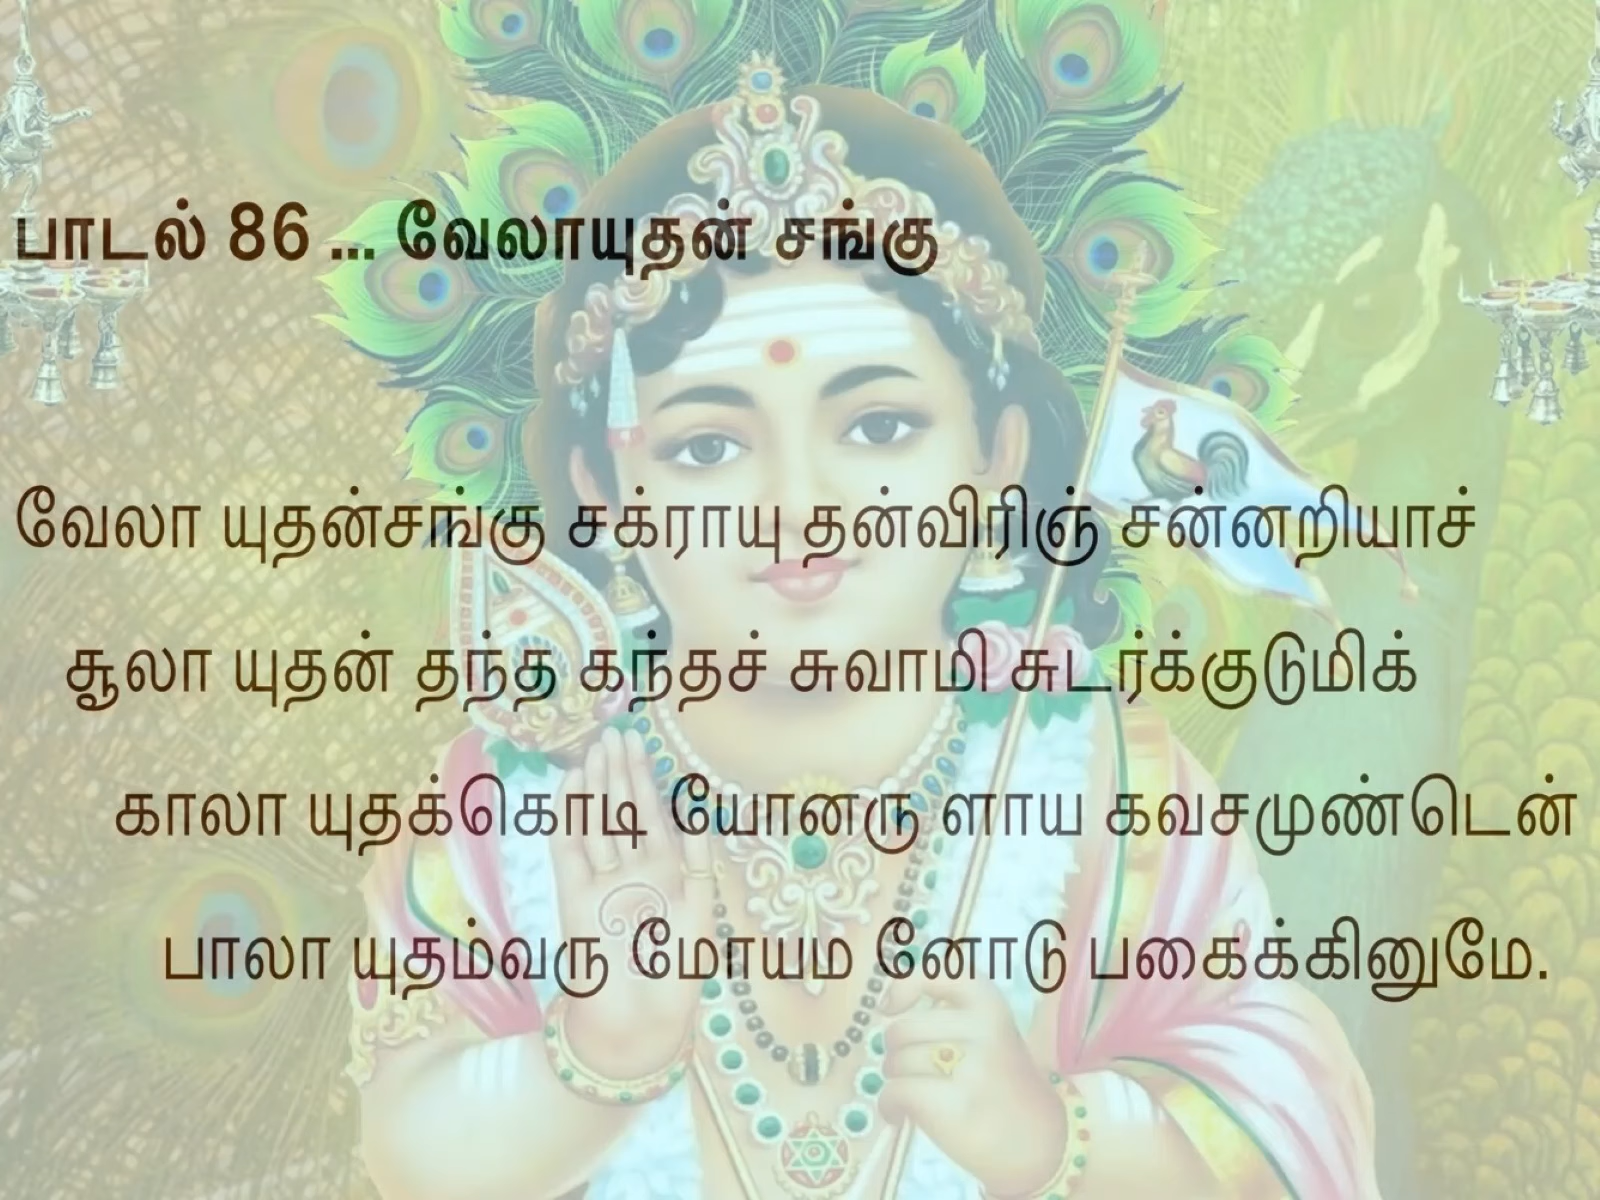 பாடல் 86 ... வேலாயுதன் சங்கு
வேலா யுதன்சங்கு சக்ராயு தன்விரிஞ் சன்னறியாச்
சூலா யுதன் தந்த கந்தச் சுவாமி சுடர்க்குடுமிக்
காலா யுதக்கொடி யோனரு ளாய கவசமுண்டென்
பாலா யுதம்வரு மோயம னோடு பகைக்கினுமே.